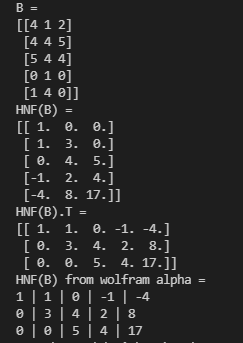 B =
[[4 1 2]
[4 4 5]
[5 4 4]
[0 1 0]
[1 4 0]]
HNF(B) =
[[ 1. 0. 0.]
[ 1. 3. 0.]
[ 0. 4. 5.]
[-1. 2. 4.]
[-4. 8. 17.]]
HNF(B).T =
[[ 1. 1. 0. -1. -4.]
[ 0. 3. 4. 2. 8.]
[ 0. 0. 5. 4. 17.]]
HNF(B) from wolfram alpha =
1 | 1 | 0 | -1 | -4
0 | 3 | 4 | 2 | 8
0 | 0 | 5 | 4 | 17